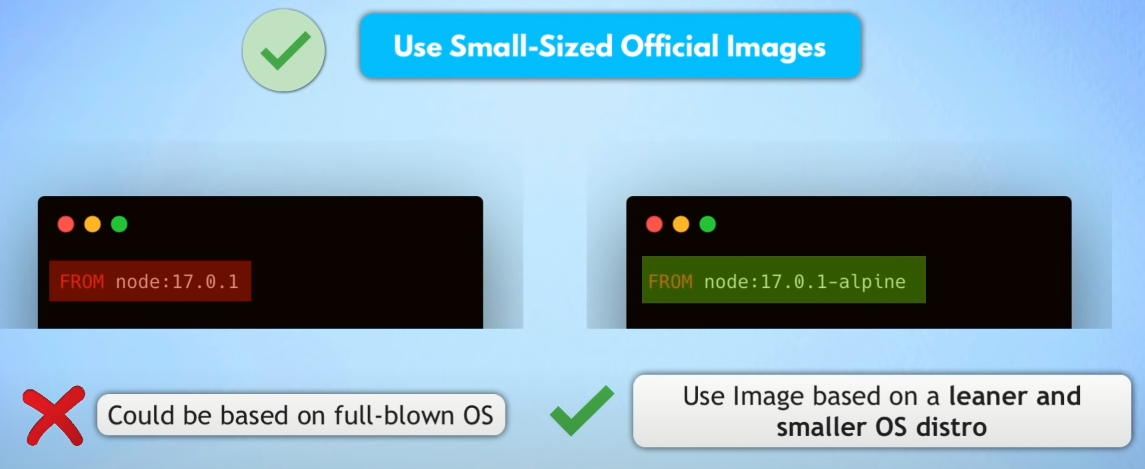 Use Small-Sized Official Images
FROM node:17.0.1
FROM node:17.0.1-alpine
Could be based on full-blown OS
Use Image based on a leaner and
smaller OS distro